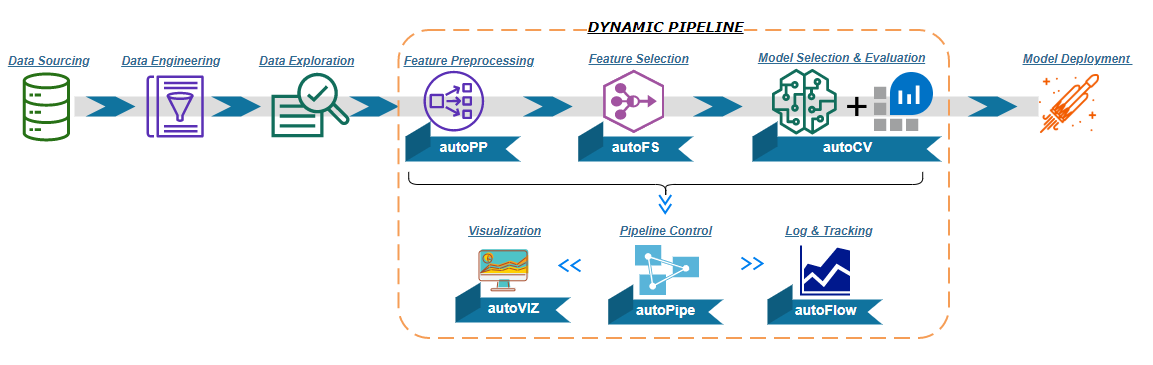 DYNAMIC PIPELINE
Data Sourcing
Data Engineering
Data Exploration
Feature Preprocessing
Feature Selection
Model Selection & Evaluation
Model Deployment
autoPP
autoFS
autoCV
Visualization
Pipeline Control
Log & Tracking
autoVIZ
autoPipe
autoFlow